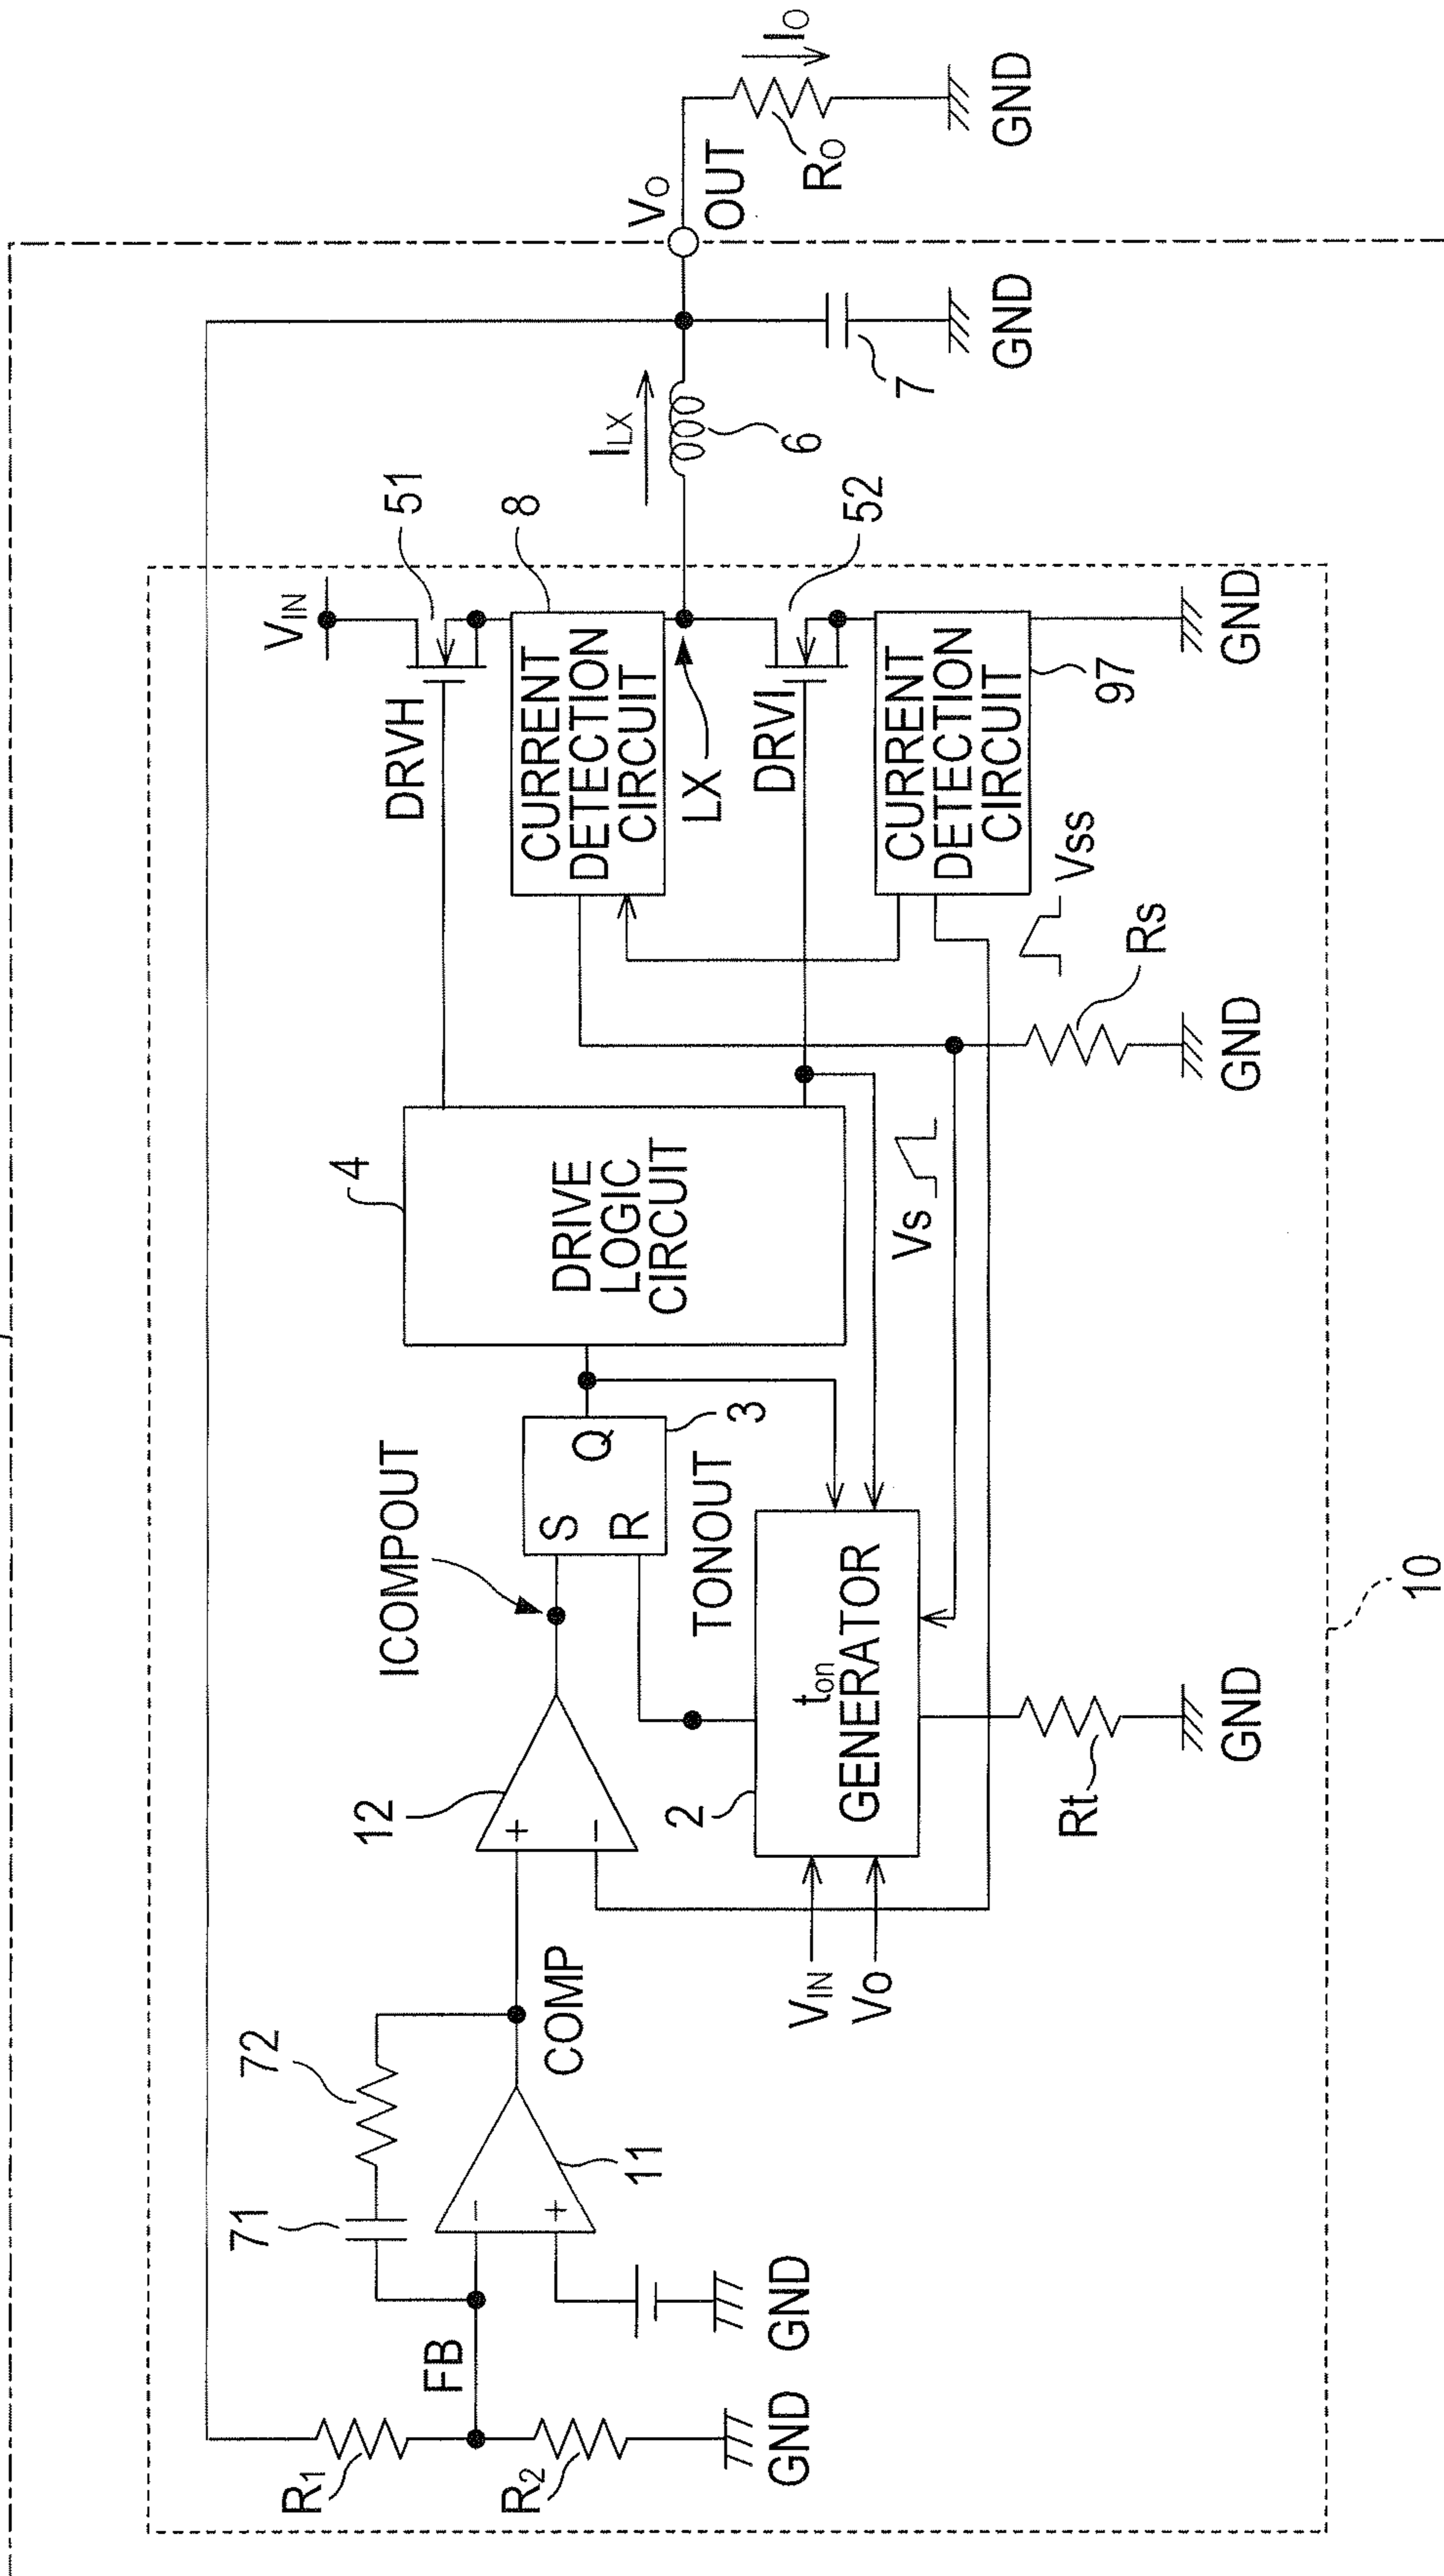 R1
R2
GND
FB
71
72
11
GND
COMP
12
ICOMPOUT
S
R
Q
3
TONOUT
VIN
Vo
2
ton
GENERATOR
Rt
GND
4
DRIVE
LOGIC
CIRCUIT
Vs
Vss
Rs
GND
DRVH
VIN
51
8
CURRENT
DETECTION
CIRCUIT
LX
DRVI
52
CURRENT
DETECTION
CIRCUIT
97
GND
ILX
6
7
GND
VO
OUT
RO
IO
GND
10